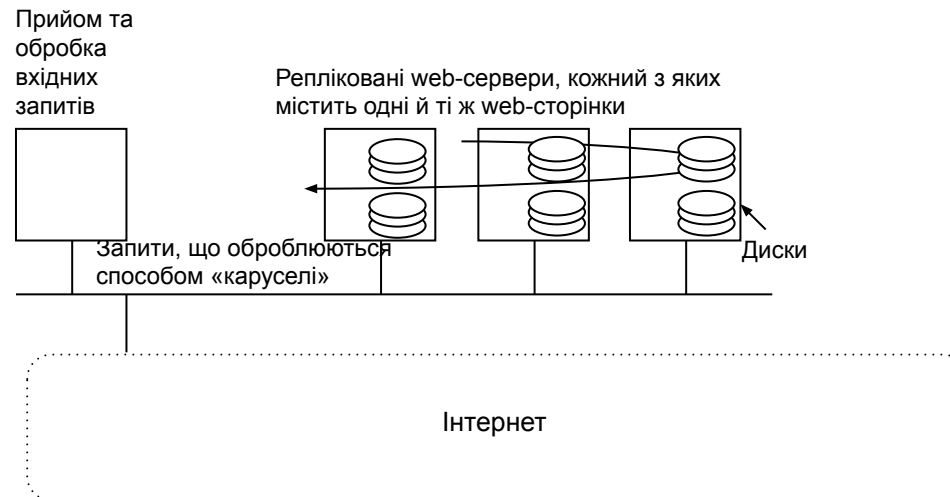 Прийом та
обробка
вхідних
запитів
Репліковані web-сервери, кожний з яких
містить одні й ті ж web-сторінки
Запити, що оброблюються
способом «каруселі»
Диски
Інтернет